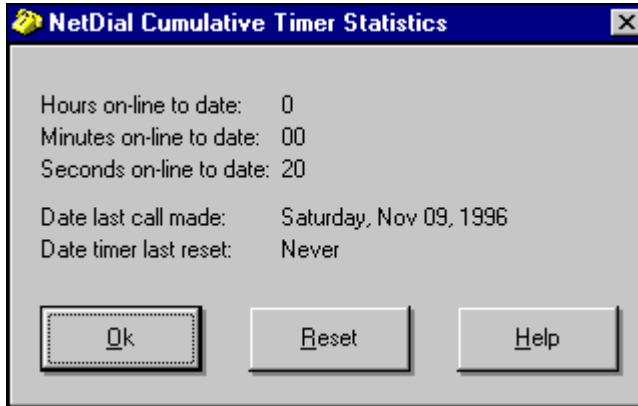 NetDial Cumulative Timer Statistics
Hours on-line to date: 0
Minutes on-line to date: 00
Seconds on-line to date: 20
Date last call made: Saturday, Nov 09, 1996
Date timer last reset: Never
Ok Reset Help